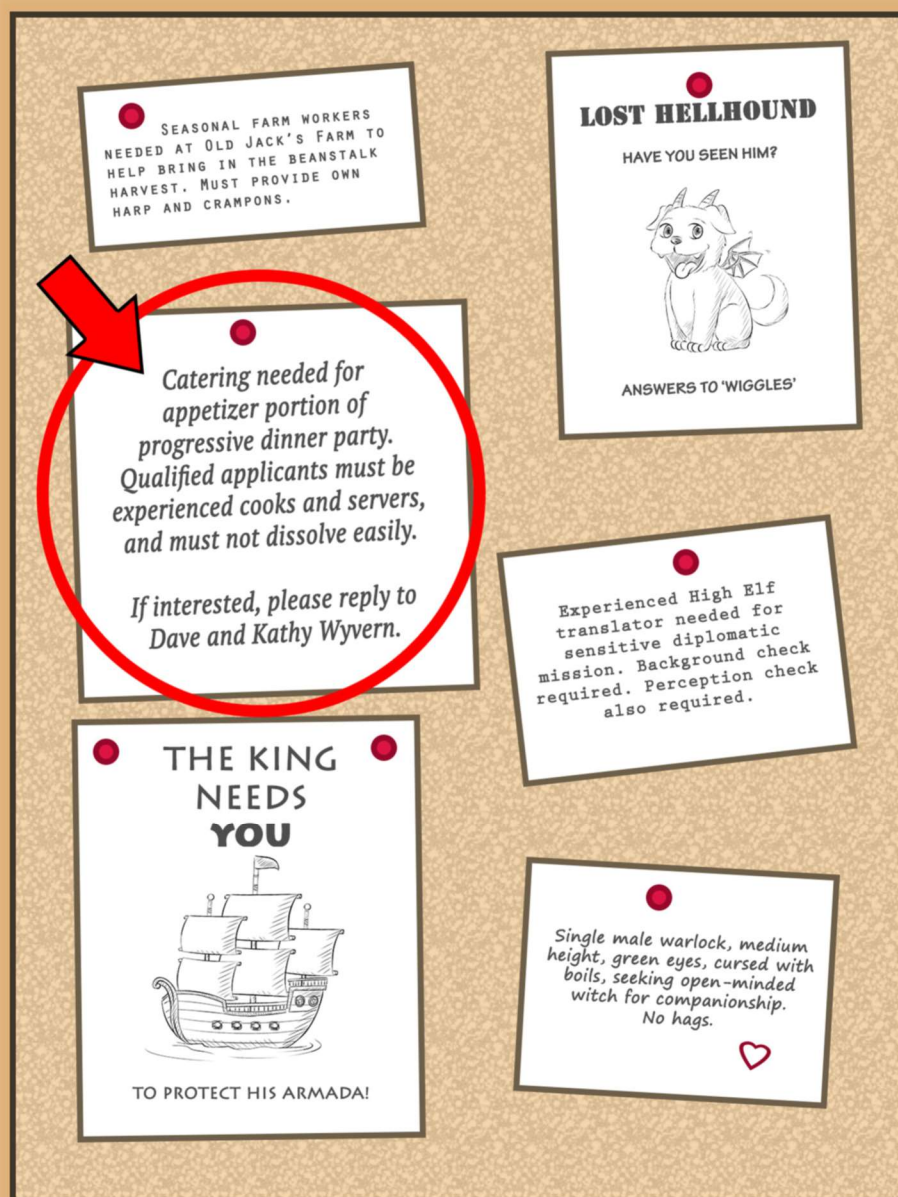 SEASONAL FARM WORKERS
NEEDED AT OLD JACK'S FARM TO
HELP BRING IN THE BEANSTALK
HARVEST. MUST PROVIDE OWN
HARP AND CRAMPONS.
LOST HELLHOUND
HAVE YOU SEEN HIM?
ANSWERS TO 'WIGGLES'
Catering needed for
appetizer portion of
progressive dinner party.
Qualified applicants must be
experienced cooks and servers,
and must not dissolve easily.
If interested, please reply to
Dave and Kathy Wyvern.
Experienced High Elf
translator needed for
sensitive diplomatic
mission. Background check
required. Perception check
also required.
THE KING
NEEDS
YOU
TO PROTECT HIS ARMADA!
Single male warlock, medium
height, green eyes, cursed with
boils, seeking open-minded
witch for companionship.
No hags.